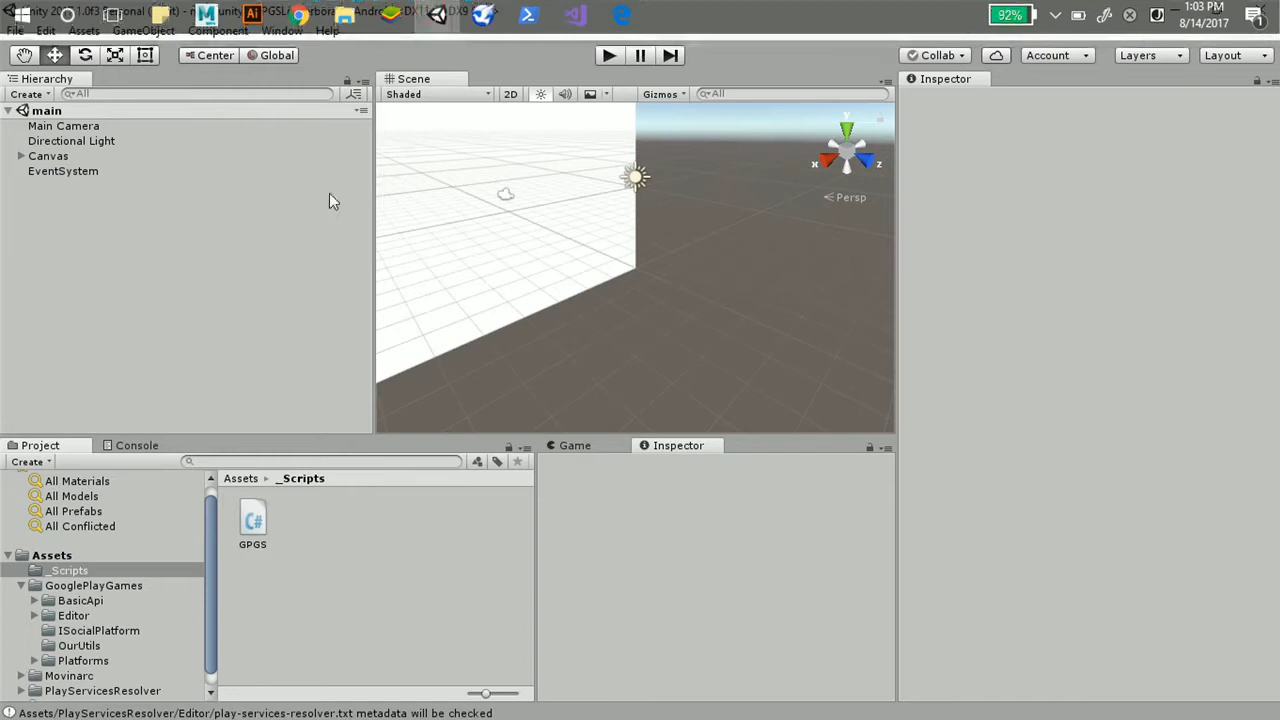 92%
1:03 PM
8/14/2017
File Edit Assets GameObject Component Window Help
Center Global
Collab Account Layers Layout
Hierarchy
Create All
main
Main Camera
Directional Light
Canvas
EventSystem
Scene
Shaded 2D Gizmos All
y
x z
Persp
Inspector
Project Console
Create
All Materials
All Models
All Prefabs
All Conflicted
Assets
_Scripts
GooglePlayGames
BasicApi
Editor
ISocialPlatform
OurUtils
Platforms
Movinarc
PlayServicesResolver
Assets _Scripts
C#
GPGS
Game Inspector
Assets/PlayServicesResolver/Editor/play-services-resolver.txt metadata will be checked